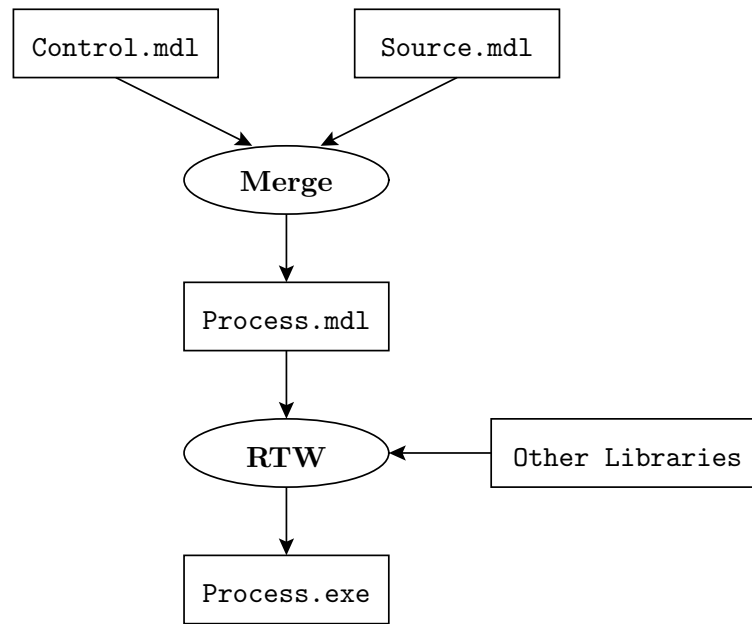 Control.mdl
Source.mdl
Merge
Process.mdl
RTW
Other Libraries
Process.exe